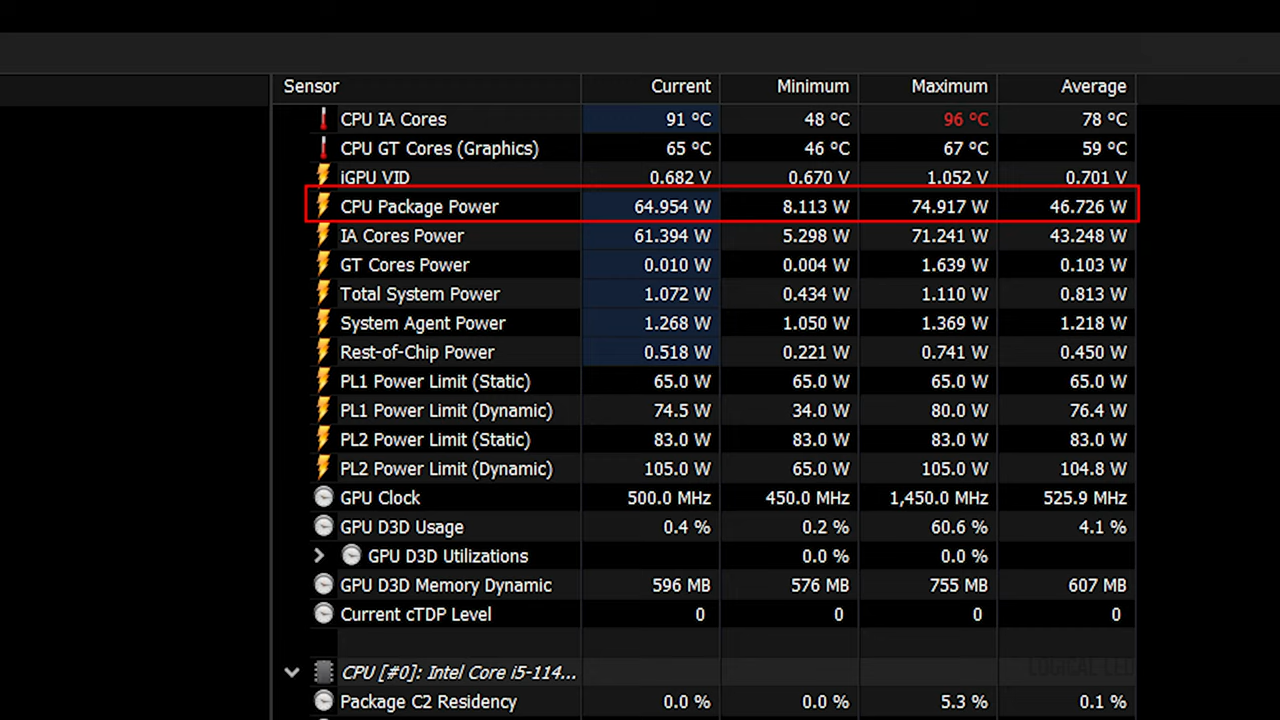 Sensor Current Minimum Maximum Average
CPU IA Cores 91 °C 48 °C 96 °C 78 °C
CPU GT Cores (Graphics) 65 °C 46 °C 67 °C 59 °C
iGPU VID 0.682 V 0.670 V 1.052 V 0.701 V
CPU Package Power 64.954 W 8.113 W 74.917 W 46.726 W
IA Cores Power 61.394 W 5.298 W 71.241 W 43.248 W
GT Cores Power 0.010 W 0.004 W 1.639 W 0.103 W
Total System Power 1.072 W 0.434 W 1.110 W 0.813 W
System Agent Power 1.268 W 1.050 W 1.369 W 1.218 W
Rest-of-Chip Power 0.518 W 0.221 W 0.741 W 0.450 W
PL1 Power Limit (Static) 65.0 W 65.0 W 65.0 W 65.0 W
PL1 Power Limit (Dynamic) 74.5 W 34.0 W 80.0 W 76.4 W
PL2 Power Limit (Static) 83.0 W 83.0 W 83.0 W 83.0 W
PL2 Power Limit (Dynamic) 105.0 W 65.0 W 105.0 W 104.8 W
GPU Clock 500.0 MHz 450.0 MHz 1,450.0 MHz 525.9 MHz
GPU D3D Usage 0.4 % 0.2 % 60.6 % 4.1 %
GPU D3D Utilizations 0.0 % 0.0 %
GPU D3D Memory Dynamic 596 MB 576 MB 755 MB 607 MB
Current cTDP Level 0 0 0 0
CPU [#0]: Intel Core i5-114...
Package C2 Residency 0.0 % 0.0 % 5.3 % 0.1 %